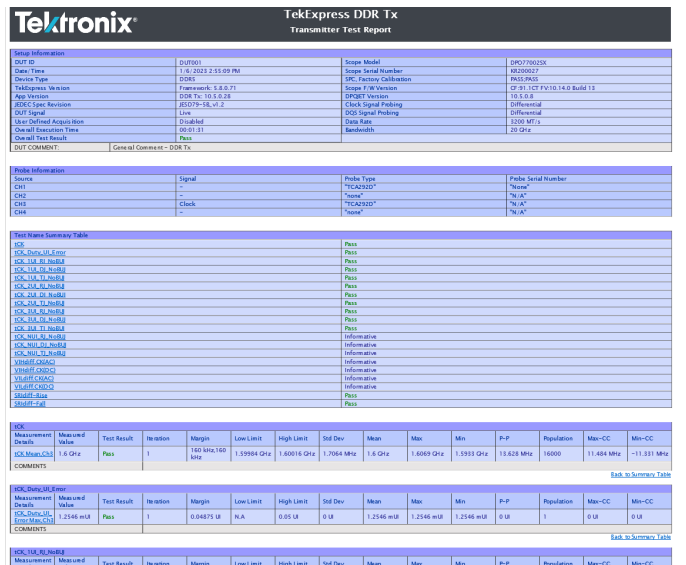 Tektronix®
TekExpress DDR Tx
Transmitter Test Report
Setup Information
DUT ID DUT001 Scope Model DPO77002SX
Date/Time 1/6/2023 2:55:09 PM Scope Serial Number KR200027
Device Type DDR5 SPC, Factory Calibration PASS;PASS
TekExpress Version Framework: 5.8.0.71 Scope F/W Version CF:91.1CT FV:10.14.0 Build 13
App Version DDR Tx: 10.5.0.28 DPOJET Version 10.5.0.8
JEDEC Spec Revision JESD79-5B_v1.2 Clock Signal Probing Differential
DUT Signal Live DQS Signal Probing Differential
User Defined Acquisition Disabled Data Rate 3200 MT/s
Overall Execution Time 00:01:31 Bandwidth 20 GHz
Overall Test Result Pass
DUT COMMENT: General Comment - DDR Tx
Probe Information
Source Signal Probe Type Probe Serial Number
CH1 - "TCA292D" "None"
CH2 - "none" "N/A"
CH3 Clock "TCA292D" "N/A"
CH4 - "none" "N/A"
Test Name Summary Table
tCK Pass
tCK_Duty_UI_Error Pass
tCK_1UI_RJ_NoBUJ Pass
tCK_1UI_DJ_NoBUJ Pass
tCK_1UI_TJ_NoBUJ Pass
tCK_2UI_RJ_NoBUJ Pass
tCK_2UI_DJ_NoBUJ Pass
tCK_2UI_TJ_NoBUJ Pass
tCK_3UI_RJ_NoBUJ Pass
tCK_3UI_DJ_NoBUJ Pass
tCK_3UI_TJ_NoBUJ Pass
tCK_NUI_RJ_NoBUJ Informative
tCK_NUI_DJ_NoBUJ Informative
tCK_NUI_TJ_NoBUJ Informative
VIHdiff.CK(AC) Informative
VIHdiff.CK(DC) Informative
VILdiff.CK(AC) Informative
VILdiff.CK(DC) Informative
SRIdiff-Rise Pass
SRIdiff-Fall Pass
tCK
Measurement Details Measured Value Test Result Iteration Margin Low Limit High Limit Std Dev Mean Max Min P-P Population Max-CC Min-CC
tCK Mean,Ch3 1.6 GHz Pass 1 160 kHz,160 kHz 1.59984 GHz 1.60016 GHz 1.7064 MHz 1.6 GHz 1.6069 GHz 1.5933 GHz 13.628 MHz 16000 11.484 MHz -11.331 MHz
COMMENTS
Back to Summary Table
tCK_Duty_UI_Error
Measurement Details Measured Value Test Result Iteration Margin Low Limit High Limit Std Dev Mean Max Min P-P Population Max-CC Min-CC
tCK_Duty_UI_Error Max,Ch3 1.2546 mUI Pass 1 0.04875 UI N.A 0.05 UI 0 UI 1.2546 mUI 1.2546 mUI 1.2546 mUI 0 UI 1 0 UI 0 UI
COMMENTS
Back to Summary Table
tCK_1UI_RJ_NoBUJ
Measurement Measured Test Result Iteration Margin Low Limit High Limit Std Dev Mean Max Min P-P Population Max-CC Min-CC